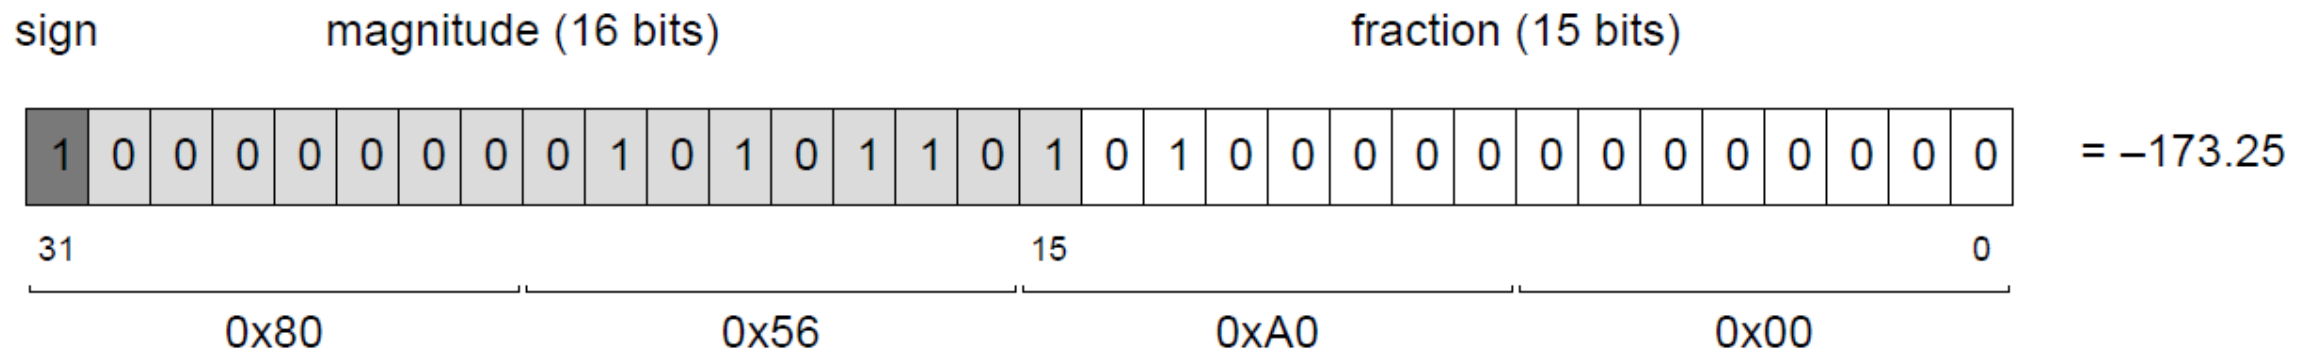 sign magnitude (16 bits) fraction (15 bits)
1 0 0 0 0 0 0 0 0 1 0 1 0 1 1 0 1 0 1 0 0 0 0 0 0 0 0 0 0 0 0 0 = –173.25
31 15 0
0x80 0x56 0xA0 0x00